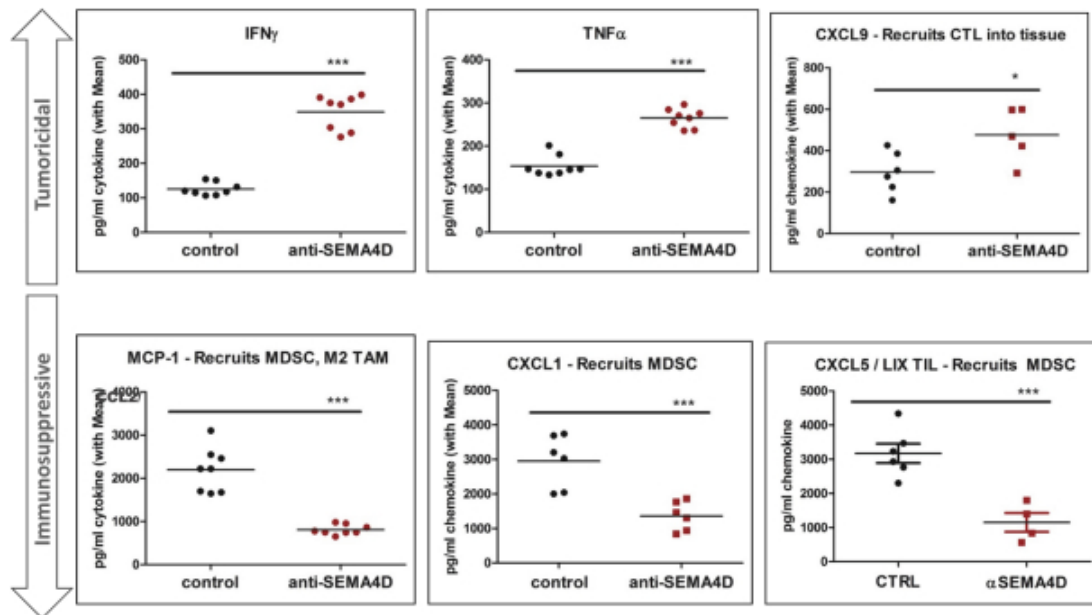 Tumoricidal
IFNγ
pg/ml cytokine (with Mean)
500
400
300
200
100
0
***
control
anti-SEMA4D
TNFα
pg/ml cytokine (with Mean)
400
300
200
100
0
***
control
anti-SEMA4D
CXCL9 - Recruits CTL into tissue
pg/ml chemokine (with Mean)
800
600
400
200
0
*
control
anti-SEMA4D
Immunosuppressive
MCP-1 - Recruits MDSC, M2 TAM
CCL2
pg/ml cytokine (with Mean)
4000
3000
2000
1000
0
***
control
anti-SEMA4D
CXCL1 - Recruits MDSC
pg/ml chemokine (with Mean)
5000
4000
3000
2000
1000
0
***
control
anti-SEMA4D
CXCL5 / LIX TIL - Recruits MDSC
pg/ml chemokine
5000
4000
3000
2000
1000
0
***
CTRL
αSEMA4D